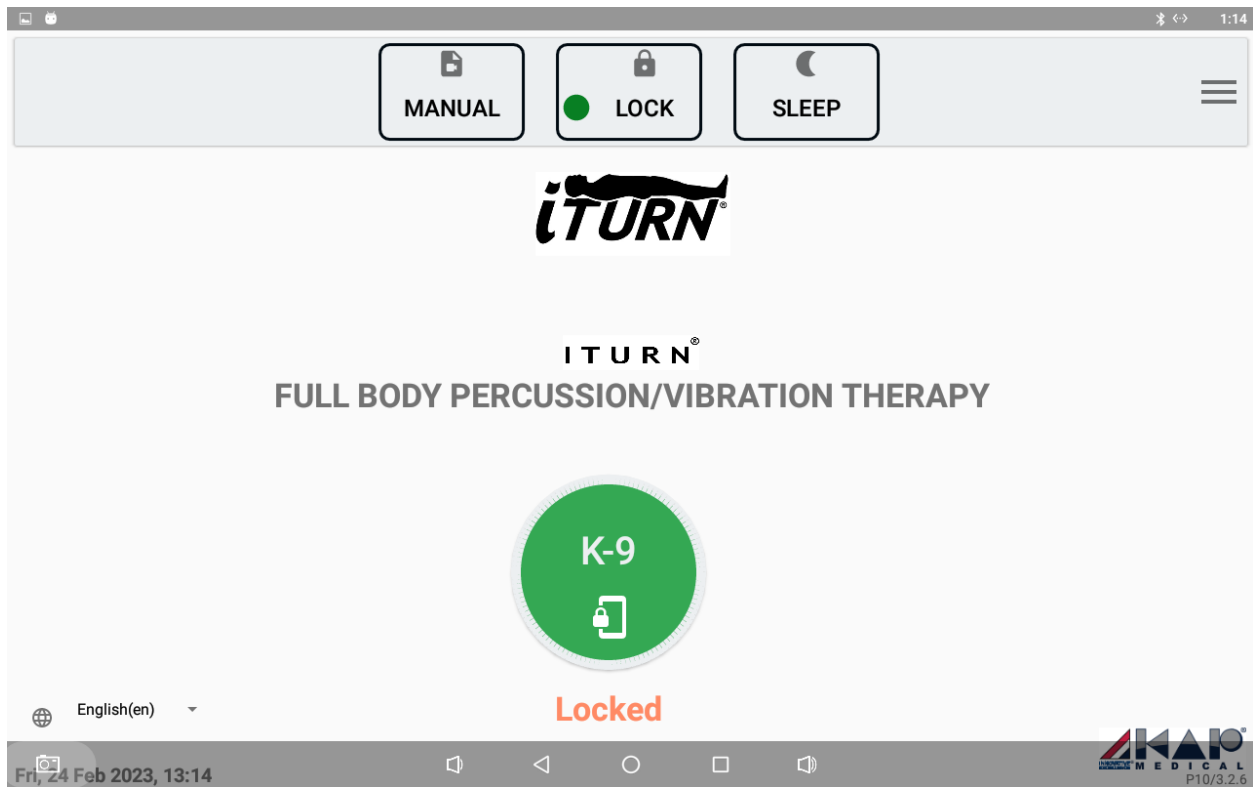 1:14
MANUAL
LOCK
SLEEP
iTURN®
ITURN®
FULL BODY PERCUSSION/VIBRATION THERAPY
K-9
Locked
English(en)
KAP
MEDICAL
Fri, 24 Feb 2023, 13:14
P10/3.2.6